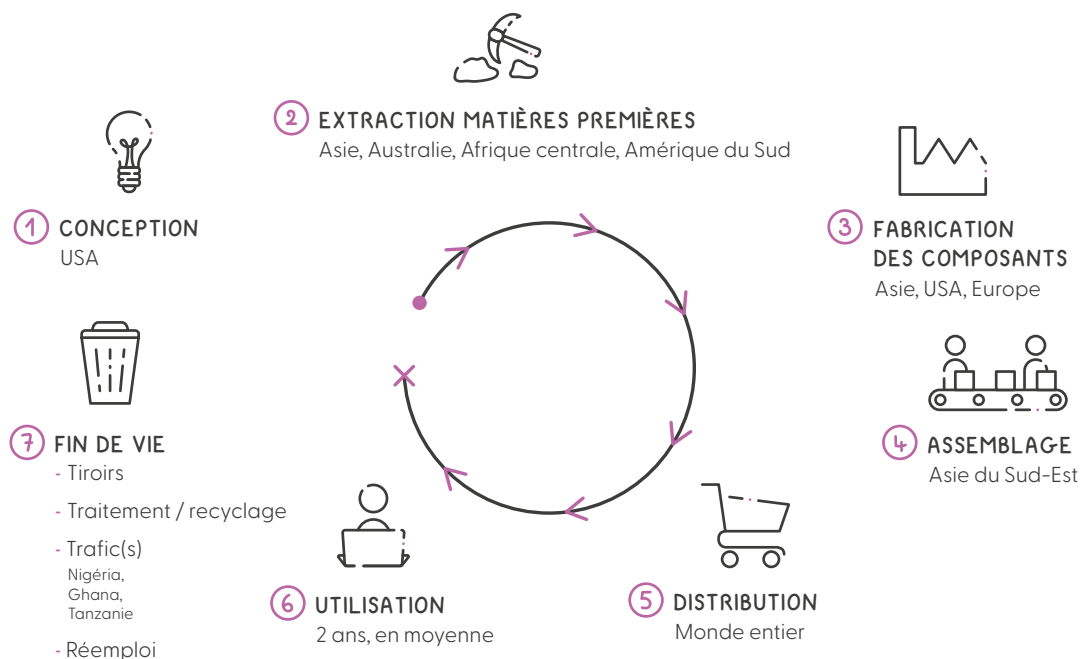 1 CONCEPTION
USA
2 EXTRACTION MATIÈRES PREMIÈRES
Asie, Australie, Afrique centrale, Amérique du Sud
3 FABRICATION
DES COMPOSANTS
Asie, USA, Europe
4 ASSEMBLAGE
Asie du Sud-Est
5 DISTRIBUTION
Monde entier
6 UTILISATION
2 ans, en moyenne
7 FIN DE VIE
- Tiroirs
- Traitement / recyclage
- Trafic(s)
Nigéria,
Ghana,
Tanzanie
- Réemploi